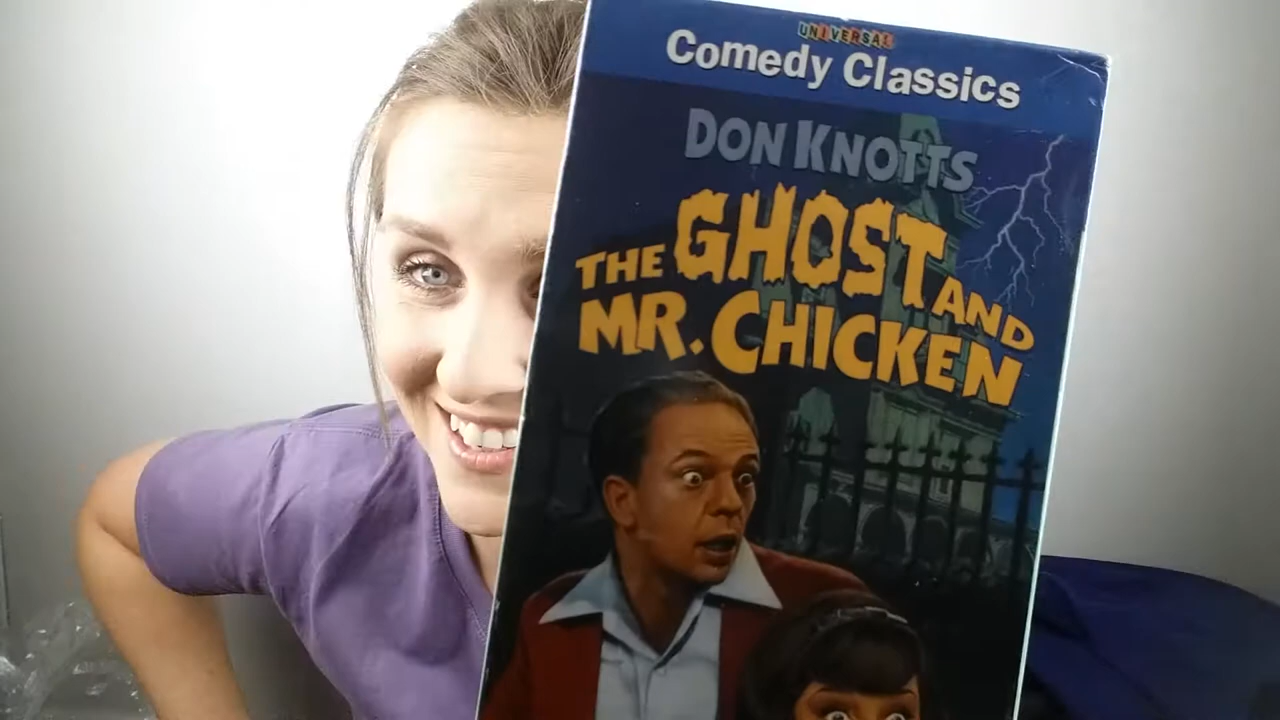 UNIVERSAL
Comedy Classics
DON KNOTTS
THE GHOST AND
MR. CHICKEN